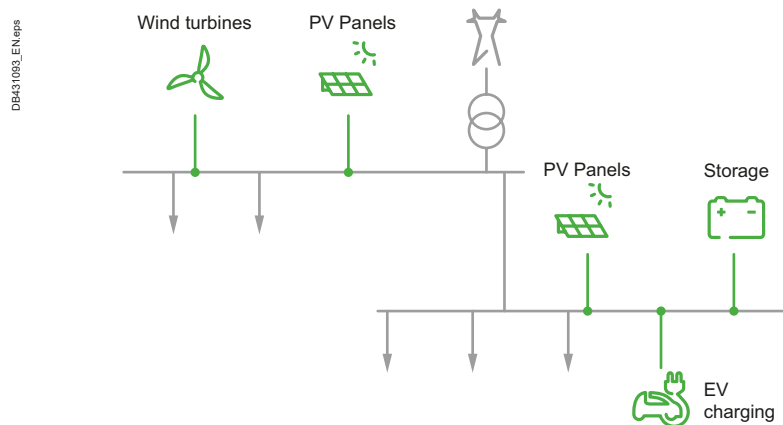 DB431093_EN.eps
Wind turbines
PV Panels
PV Panels
Storage
EV
charging